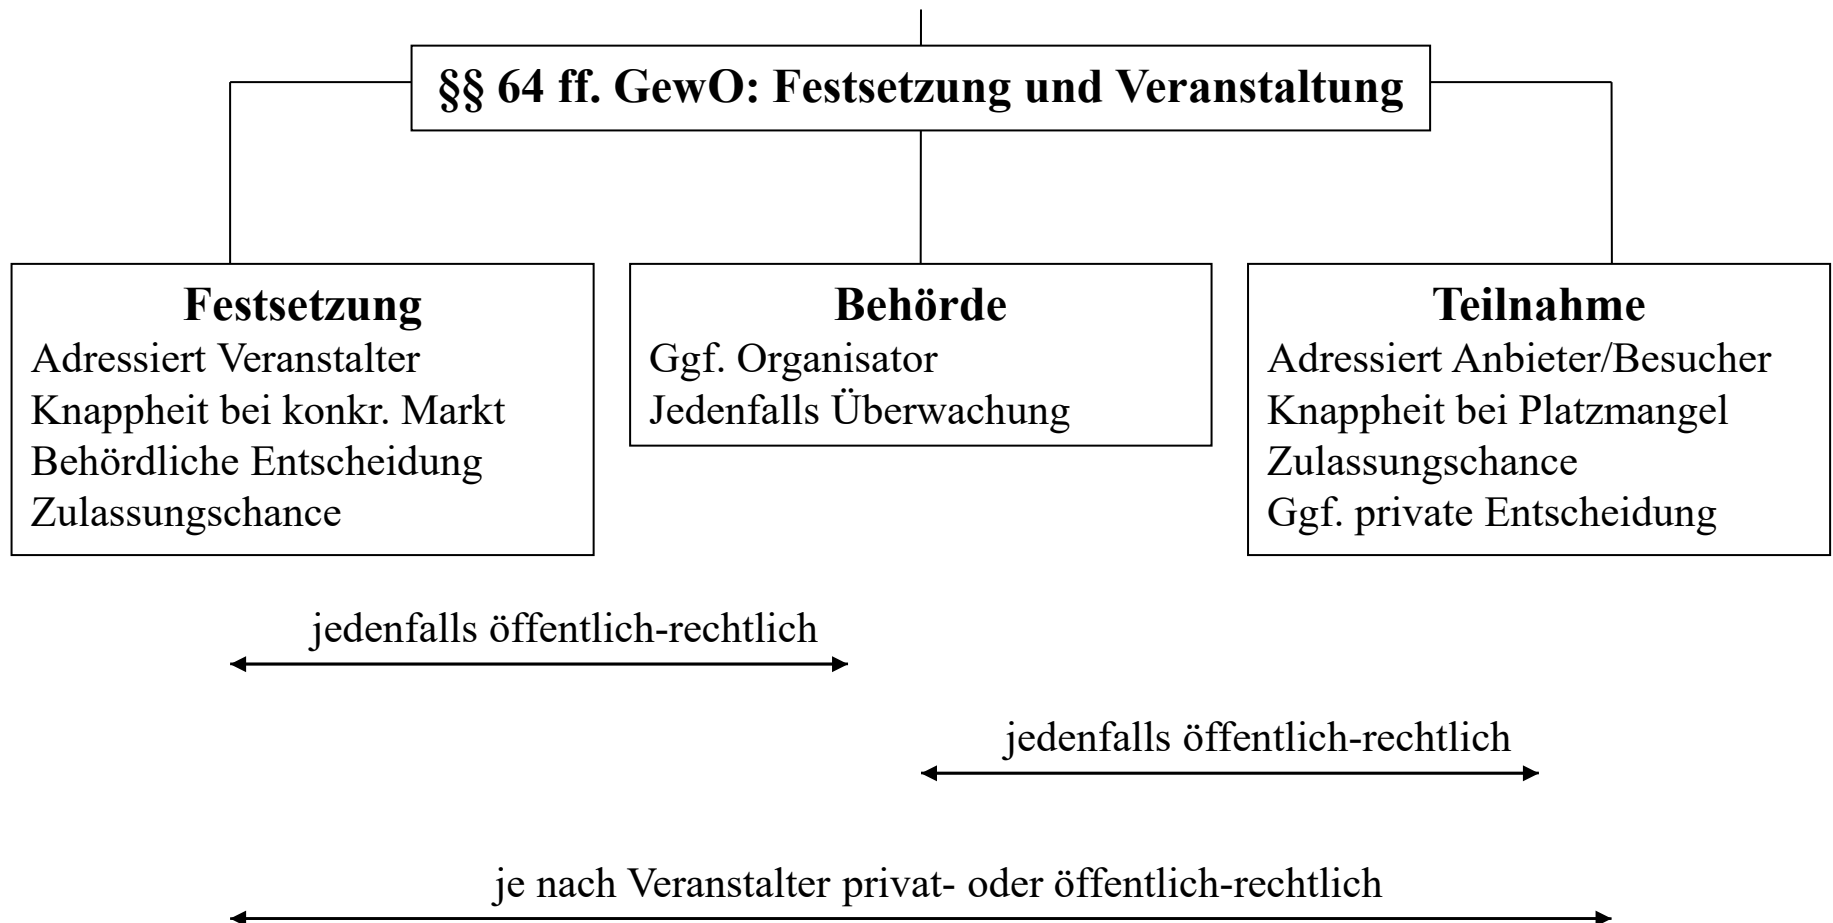 §§ 64 ff. GewO: Festsetzung und Veranstaltung
Festsetzung
Adressiert Veranstalter
Knappheit bei konkr. Markt
Behördliche Entscheidung
Zulassungschance
Behörde
Ggf. Organisator
Jedenfalls Überwachung
Teilnahme
Adressiert Anbieter/Besucher
Knappheit bei Platzmangel
Zulassungschance
Ggf. private Entscheidung
jedenfalls öffentlich-rechtlich
jedenfalls öffentlich-rechtlich
je nach Veranstalter privat- oder öffentlich-rechtlich